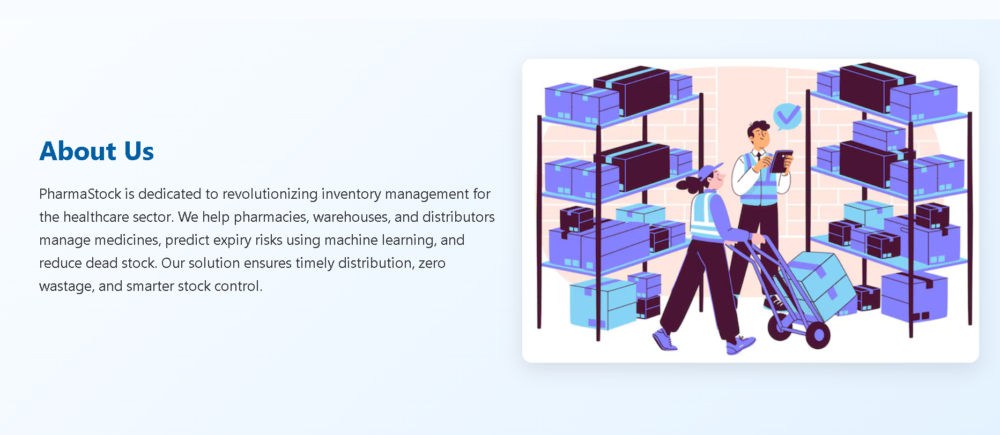 About Us
PharmaStock is dedicated to revolutionizing inventory management for
the healthcare sector. We help pharmacies, warehouses, and distributors
manage medicines, predict expiry risks using machine learning, and
reduce dead stock. Our solution ensures timely distribution, zero
wastage, and smarter stock control.